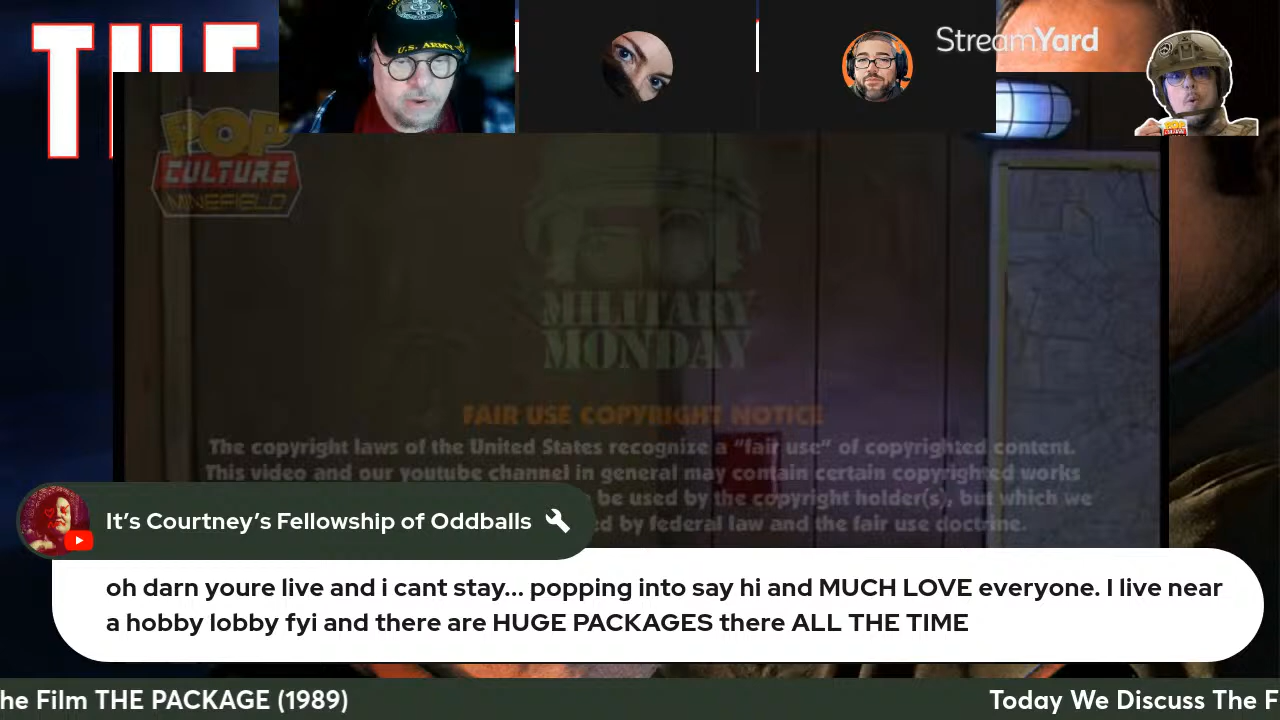 THE
U.S. ARMY
StreamYard
POP
CULTURE
MINEFIELD
MILITARY
MONDAY
FAIR USE COPYRIGHT NOTICE
The copyright laws of the United States recognize a “fair use” of copyrighted content.
This video and our youtube channel in general may contain certain copyrighted works
be used by the copyright holder(s), but which we
ed by federal law and the fair use doctrine.
It’s Courtney’s Fellowship of Oddballs
oh darn youre live and i cant stay... popping into say hi and MUCH LOVE everyone. I live near
a hobby lobby fyi and there are HUGE PACKAGES there ALL THE TIME
he Film THE PACKAGE (1989) Today We Discuss The F